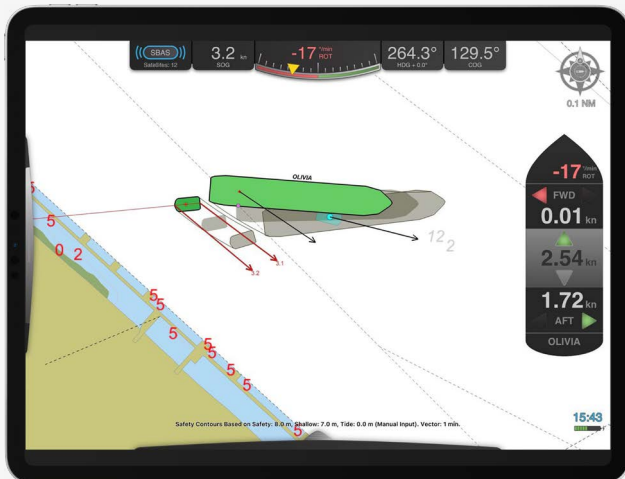 SBAS
Satellites: 12
3.2 kn
SOG
-17 °/min
ROT
264.3°
HDG + 0.0°
129.5°
COG
0.1 NM
OLIVIA
12 2
3.1
3.2
5
5
0 2
5
5
5
5
5
5
5
5
-17 °/min
ROT
FWD
0.01 kn
2.54 kn
1.72 kn
AFT
OLIVIA
15:43
Safety Contours Based on Safety: 8.0 m, Shallow: 7.0 m, Tide: 0.0 m (Manual Input). Vector: 1 min.